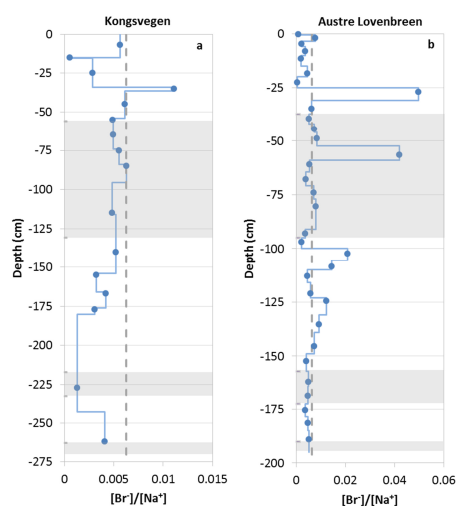 Kongsvegen
a
0
-25
-50
-75
-100
-125
-150
-175
-200
-225
-250
-275
Depth (cm)
0 0.005 0.01 0.015
[Br⁻]/[Na⁺]
Austre Lovenbreen
b
-0
-25
-50
-75
-100
-125
-150
-175
-200
Depth (cm)
0 0.02 0.04 0.06
[Br⁻]/[Na⁺]